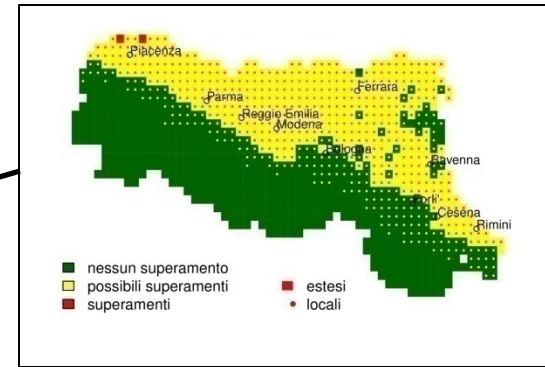 Piacenza
Ferrara
Parma
Reggio Emilia
Modena
Bologna
Ravenna
Forlì'
Cesena
Rimini
nessun superamento
possibili superamenti
superamenti
estesi
locali